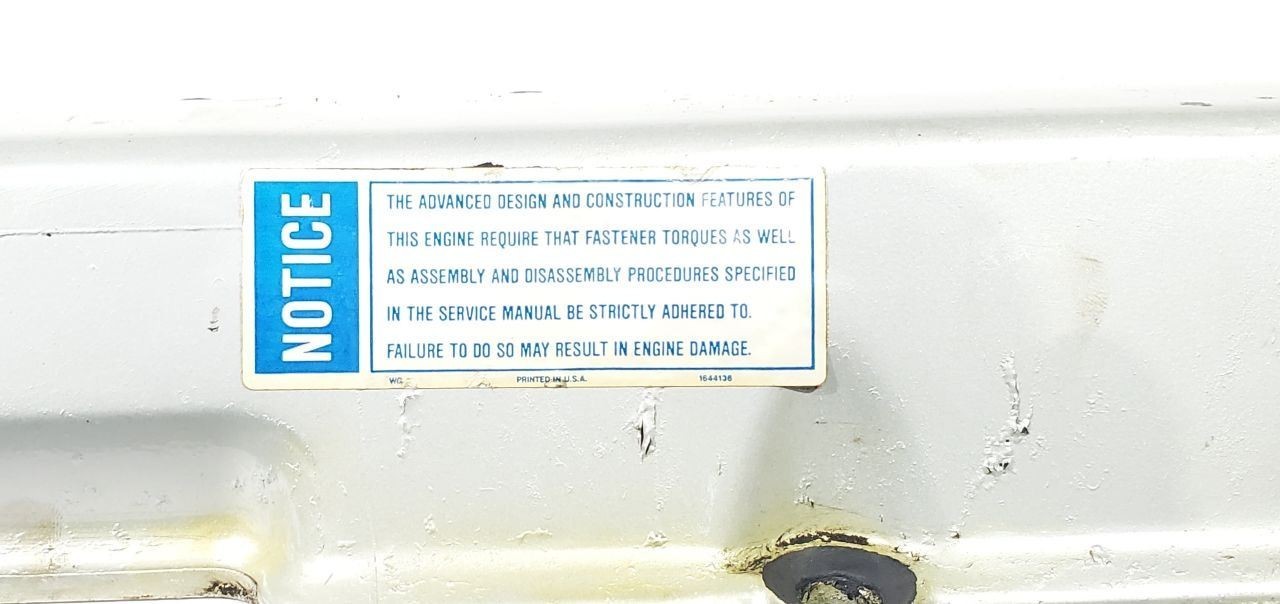 NOTICE
THE ADVANCED DESIGN AND CONSTRUCTION FEATURES OF
THIS ENGINE REQUIRE THAT FASTENER TORQUES AS WELL
AS ASSEMBLY AND DISASSEMBLY PROCEDURES SPECIFIED
IN THE SERVICE MANUAL BE STRICTLY ADHERED TO.
FAILURE TO DO SO MAY RESULT IN ENGINE DAMAGE.
WG PRINTED IN U.S.A. 1644136